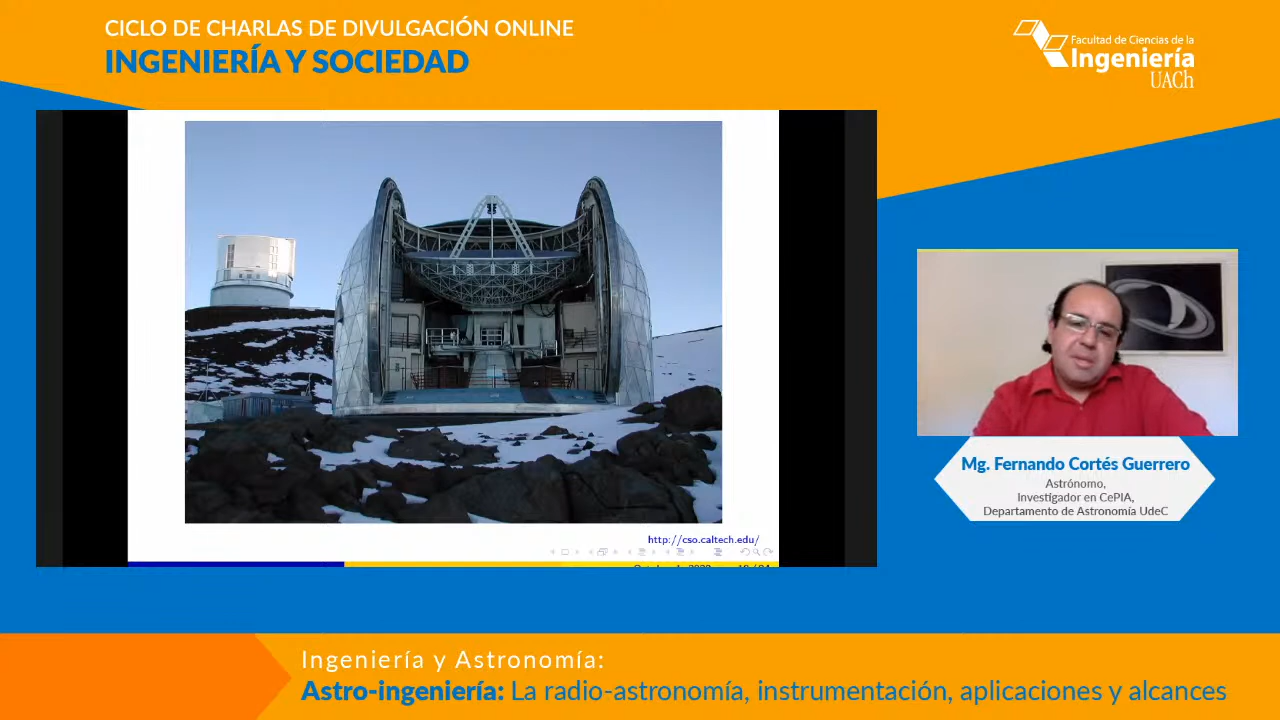 CICLO DE CHARLAS DE DIVULGACIÓN ONLINE
INGENIERÍA Y SOCIEDAD
Facultad de Ciencias de la
Ingeniería
UACh
http://cso.caltech.edu/
Mg. Fernando Cortés Guerrero
Astrónomo,
Investigador en CePIA,
Departamento de Astronomía UdeC
Ingeniería y Astronomía:
Astro-ingeniería: La radio-astronomía, instrumentación, aplicaciones y alcances